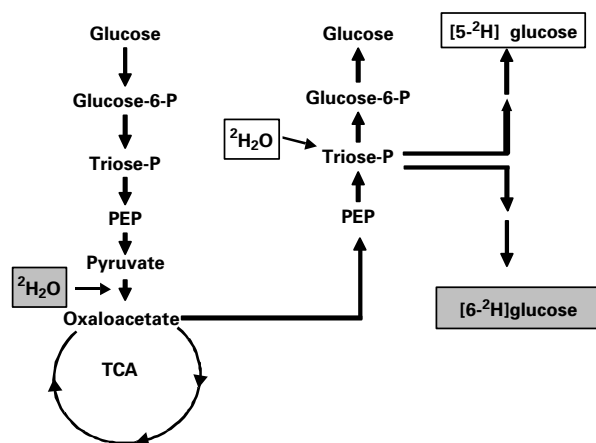 Glucose
Glucose-6-P
Triose-P
PEP
Pyruvate
²H₂O
Oxaloacetate
TCA
Glucose
Glucose-6-P
²H₂O
Triose-P
PEP
[5-²H] glucose
[6-²H]glucose